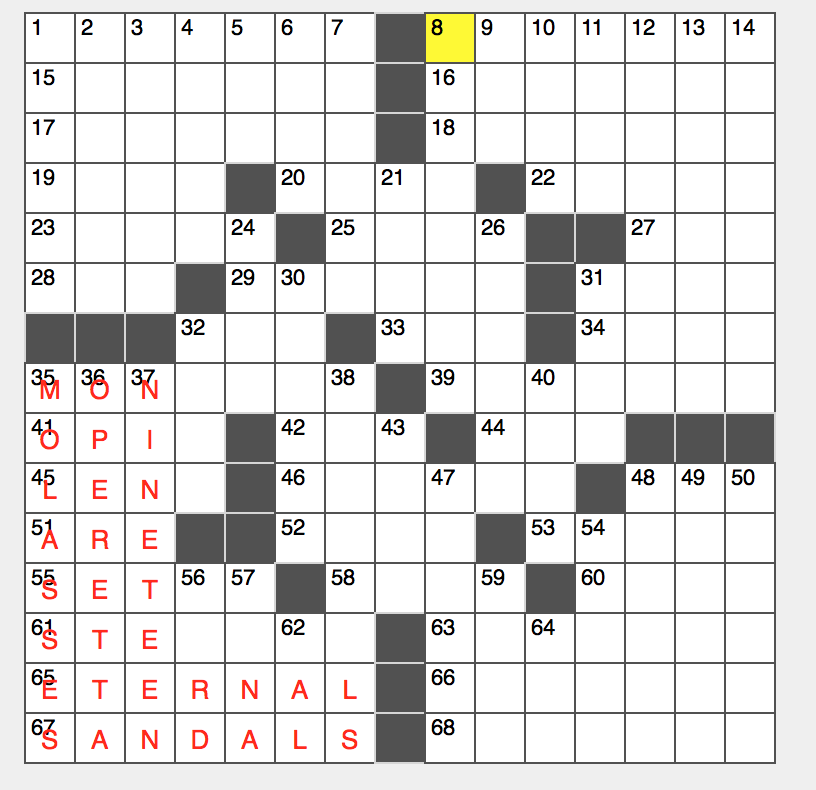 1 2 3 4 5 6 7 8 9 10 11 12 13 14
15 16
17 18
19 20 21 22
23 24 25 26 27
28 29 30 31
32 33 34
35 M 36 O 37 N 38 39 40
41 O P I 42 43 44
45 L E N 46 47 48 49 50
51 A R E 52 53 54
55 S E T 56 57 58 59 60
61 S T E 62 63 64
65 E T E R N A L 66
67 S A N D A L S 68